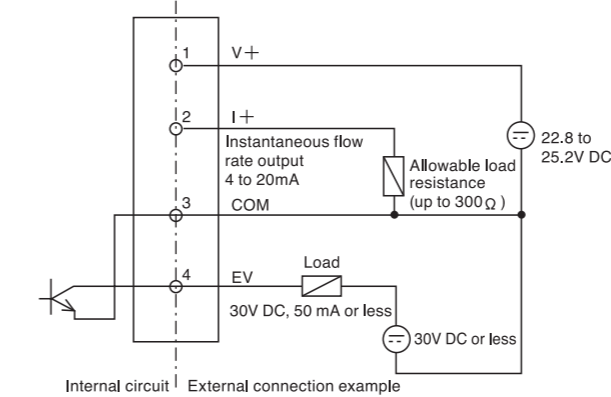 1
V+
2
I+
Instantaneous flow
rate output
4 to 20mA
22.8 to
25.2V DC
Allowable load
resistance
(up to 300Ω)
3
COM
4
EV
Load
30V DC, 50 mA or less
30V DC or less
Internal circuit
External connection example